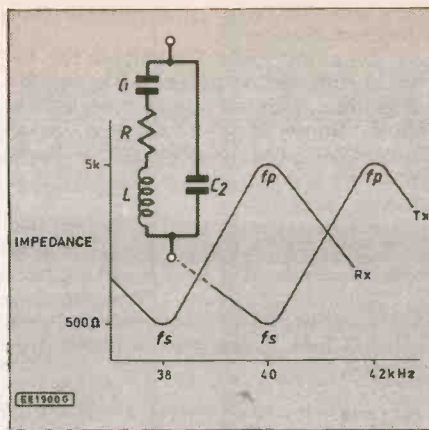 C1
R
L
C2
5k
fp
fp
Tx
IMPEDANCE
Rx
500Ω
fs
fs
38
40
42kHz
EE1900G